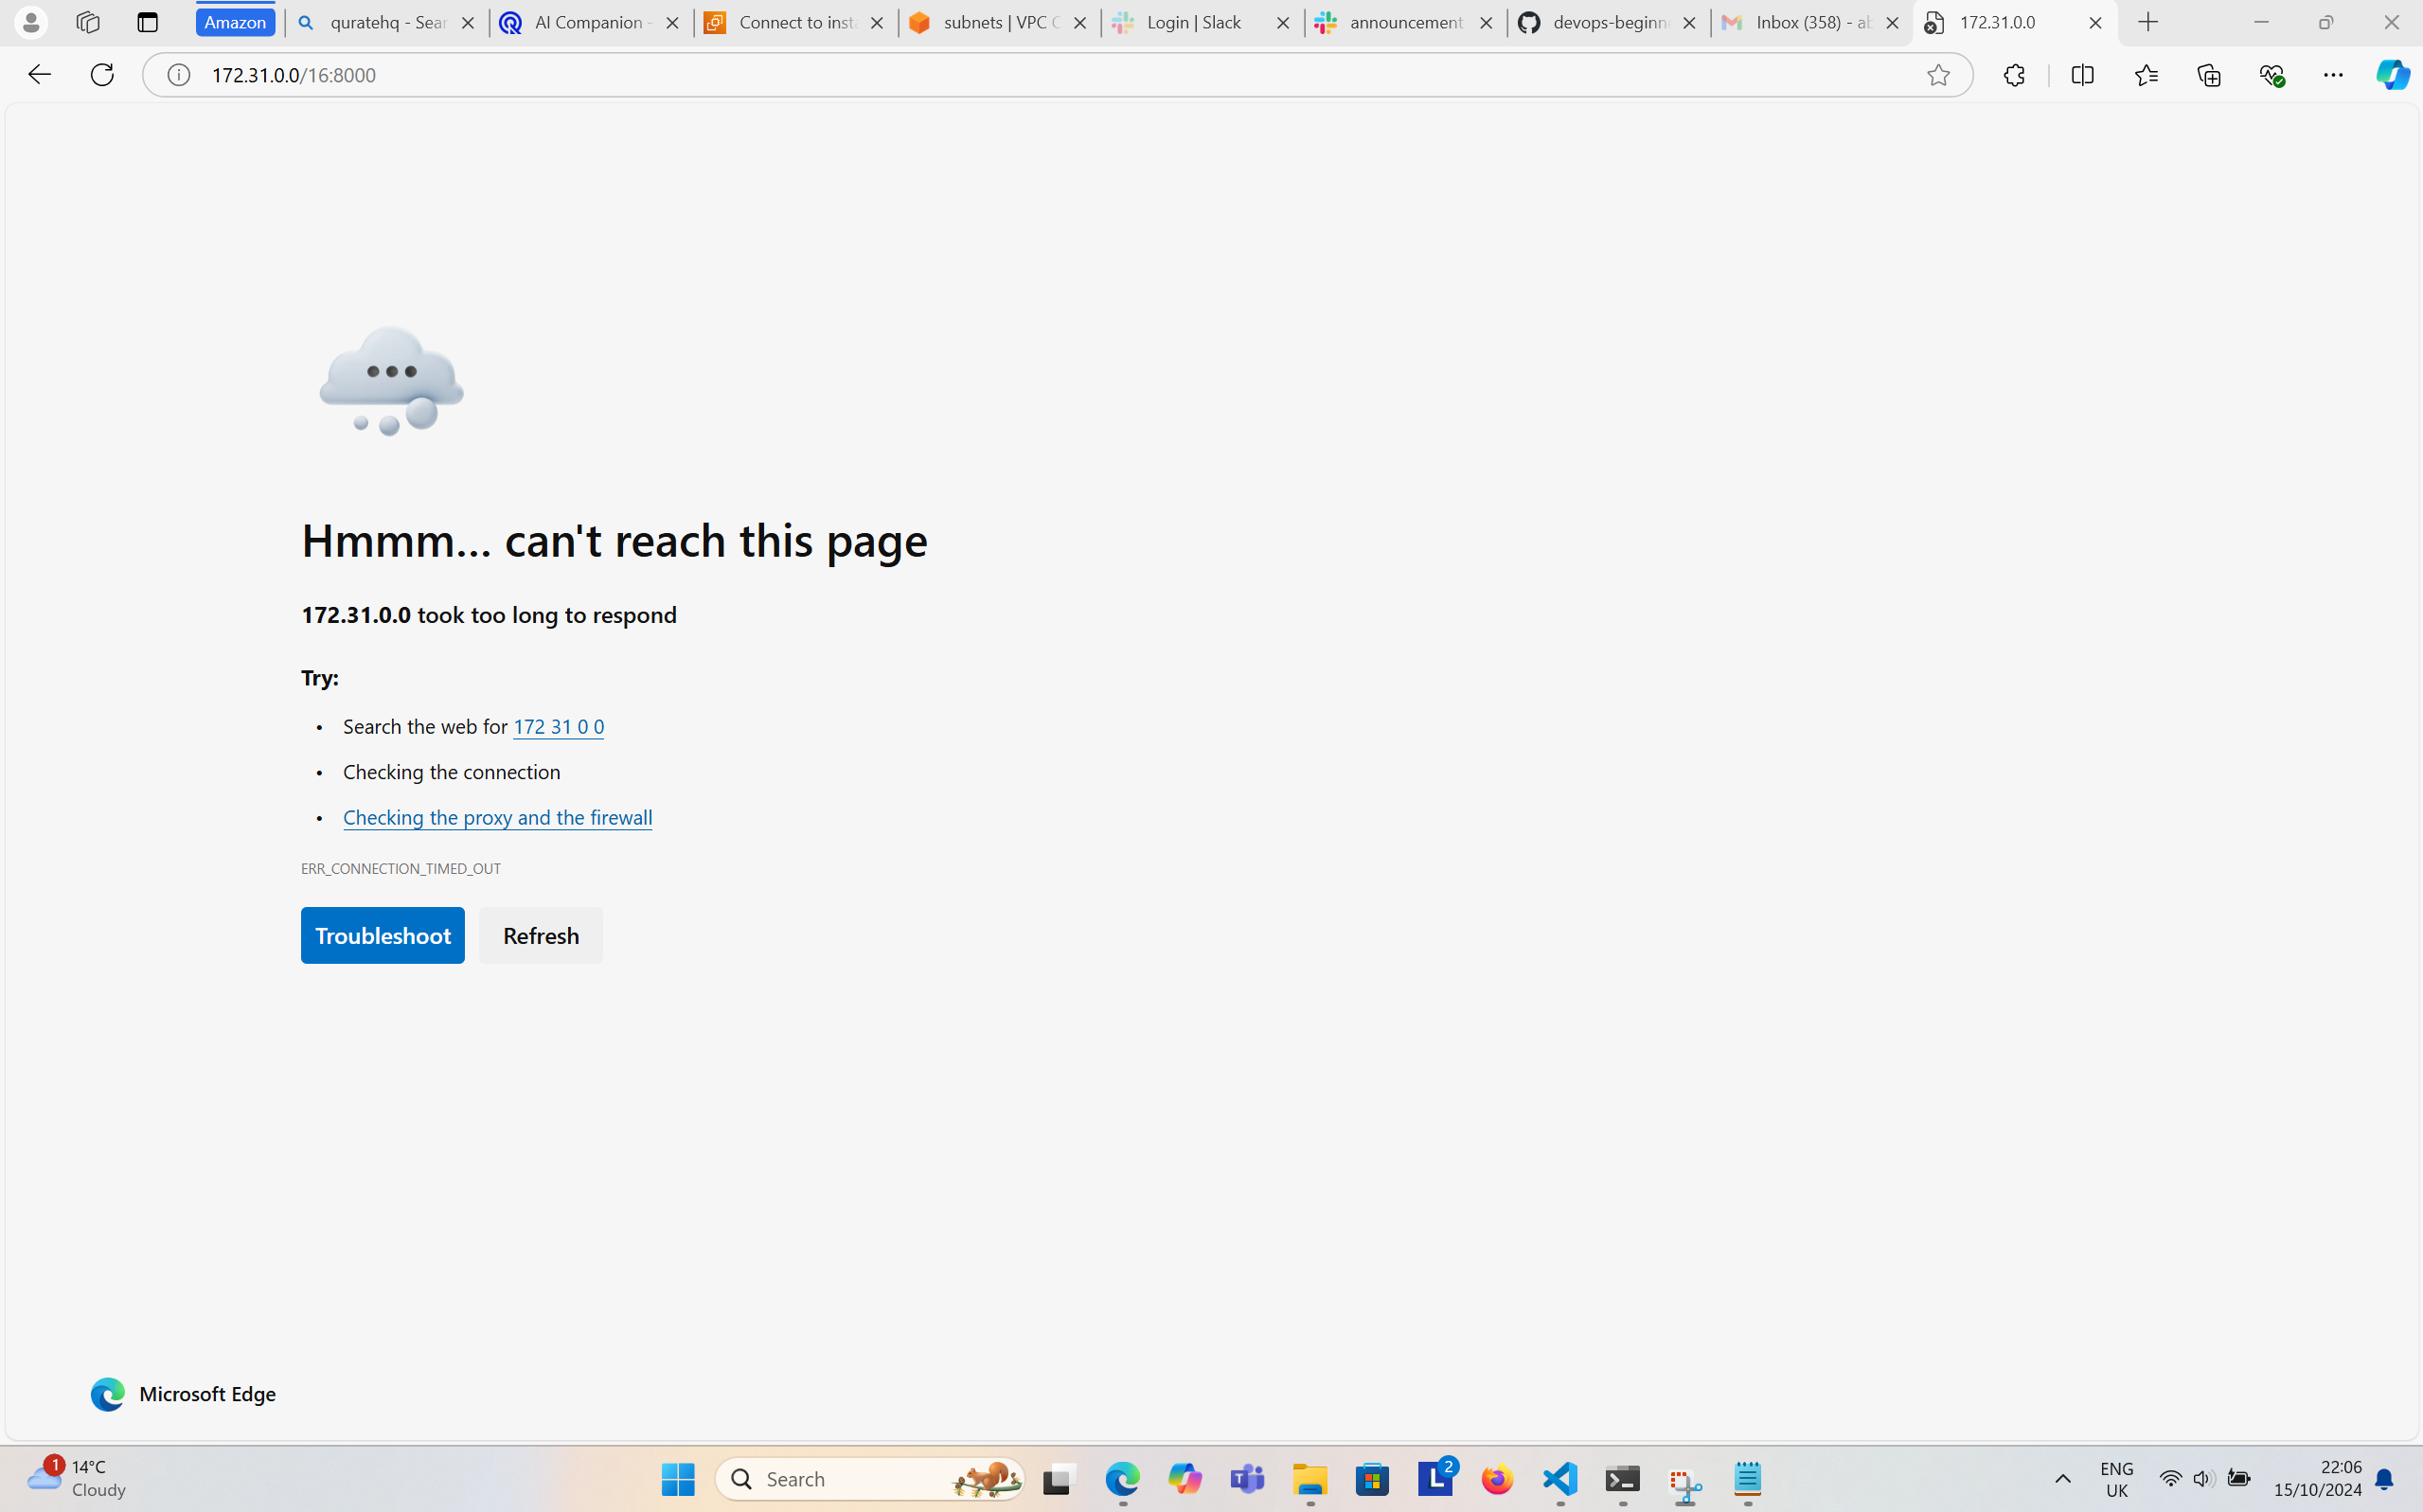 Amazon
quratehq - Sear
AI Companion -
Connect to insta
subnets | VPC C
Login | Slack
announcement
devops-beginn
Inbox (358) - ab
172.31.0.0
172.31.0.0/16:8000
Hmmm... can't reach this page
172.31.0.0 took too long to respond
Try:
• Search the web for 172 31 0 0
• Checking the connection
• Checking the proxy and the firewall
ERR_CONNECTION_TIMED_OUT
Troubleshoot
Refresh
Microsoft Edge
1
14°C
Cloudy
Search
2
ENG
UK
22:06
15/10/2024